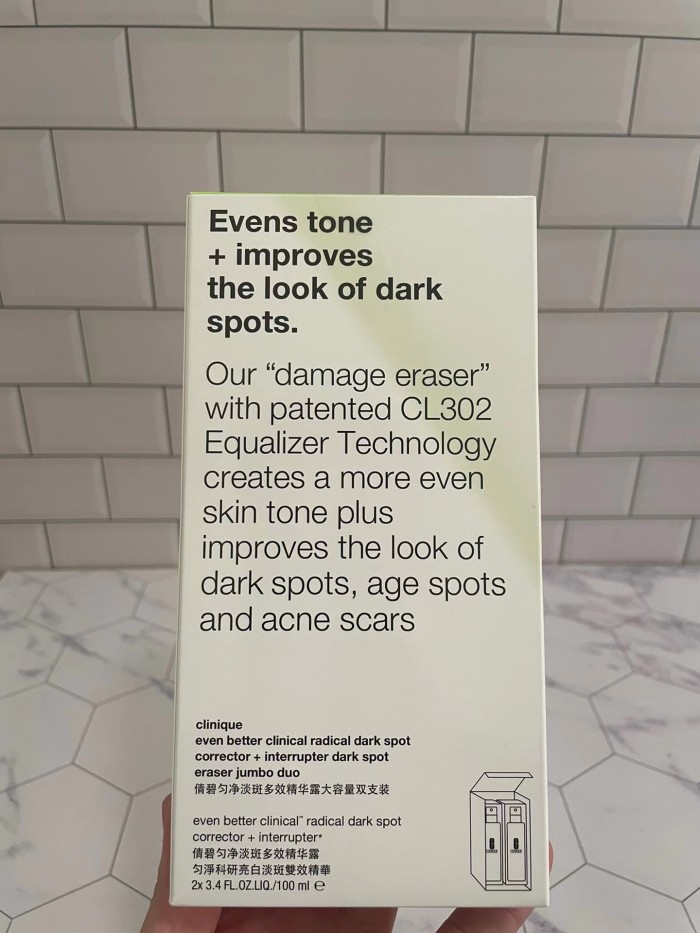 Evens tone
+ improves
the look of dark
spots.
Our “damage eraser”
with patented CL302
Equalizer Technology
creates a more even
skin tone plus
improves the look of
dark spots, age spots
and acne scars
clinique
even better clinical radical dark spot
corrector + interrupter dark spot
eraser jumbo duo
倩碧匀净淡斑多效精华露大容量双支装
even better clinical™ radical dark spot
corrector + interrupter*
倩碧匀净淡斑多效精华露
勻淨科研亮白淡斑雙效精華
2x 3.4 FL.OZ.LIQ./100 ml ℮